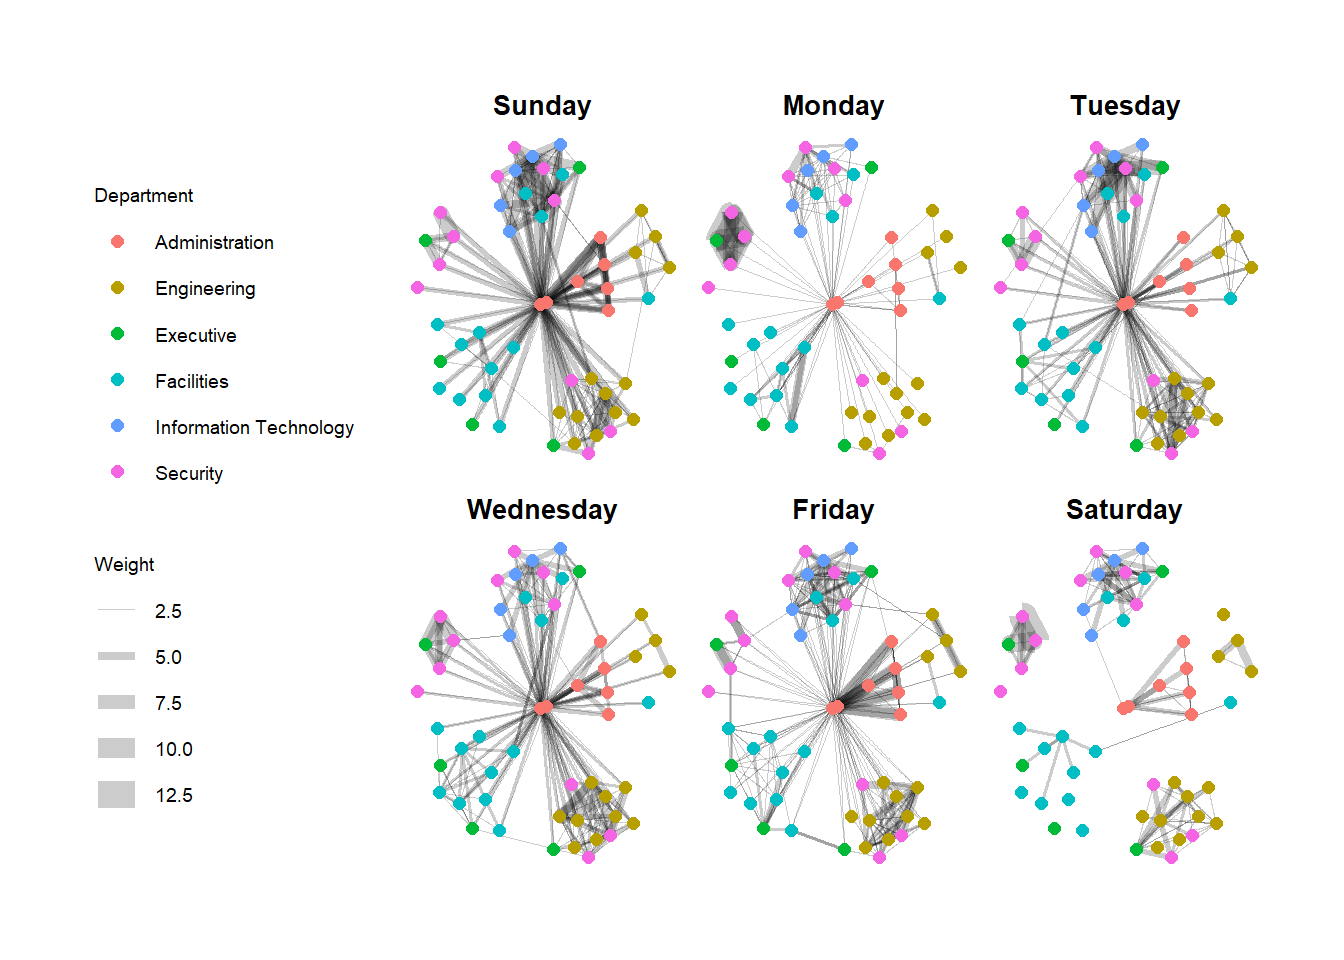 Sunday
Monday
Tuesday
Department
Administration
Engineering
Executive
Facilities
Information Technology
Security
Wednesday
Friday
Saturday
Weight
2.5
5.0
7.5
10.0
12.5